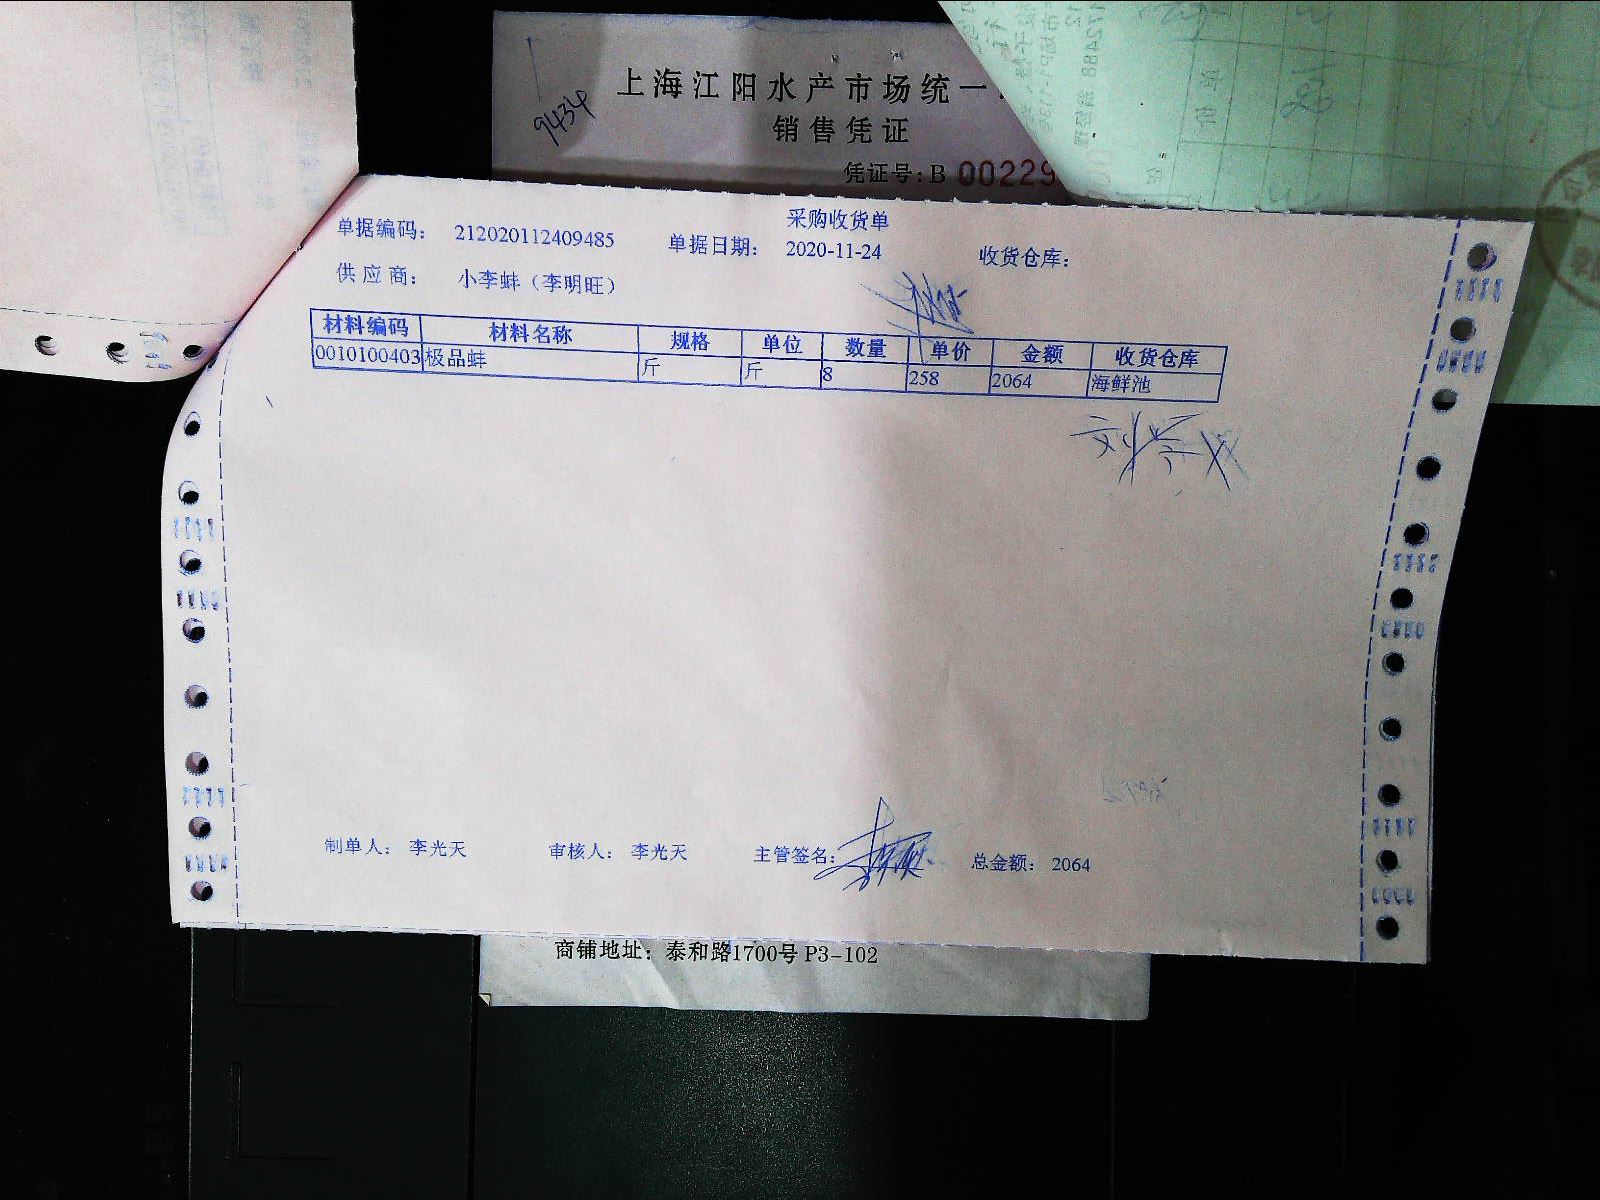 上海江阳水产市场统一
销售凭证
9434
凭证号:B 00229
采购收货单
单据编码： 212020112409485 单据日期： 2020-11-24 收货仓库：
供 应 商： 小李蚌（李明旺）
材料编码 材料名称 规格 单位 数量 单价 金额 收货仓库
0010100403 极品蚌 斤 斤 8 258 2064 海鲜池
制单人： 李光天 审核人： 李光天 主管签名： 总金额： 2064
商铺地址：泰和路1700号 P3-102